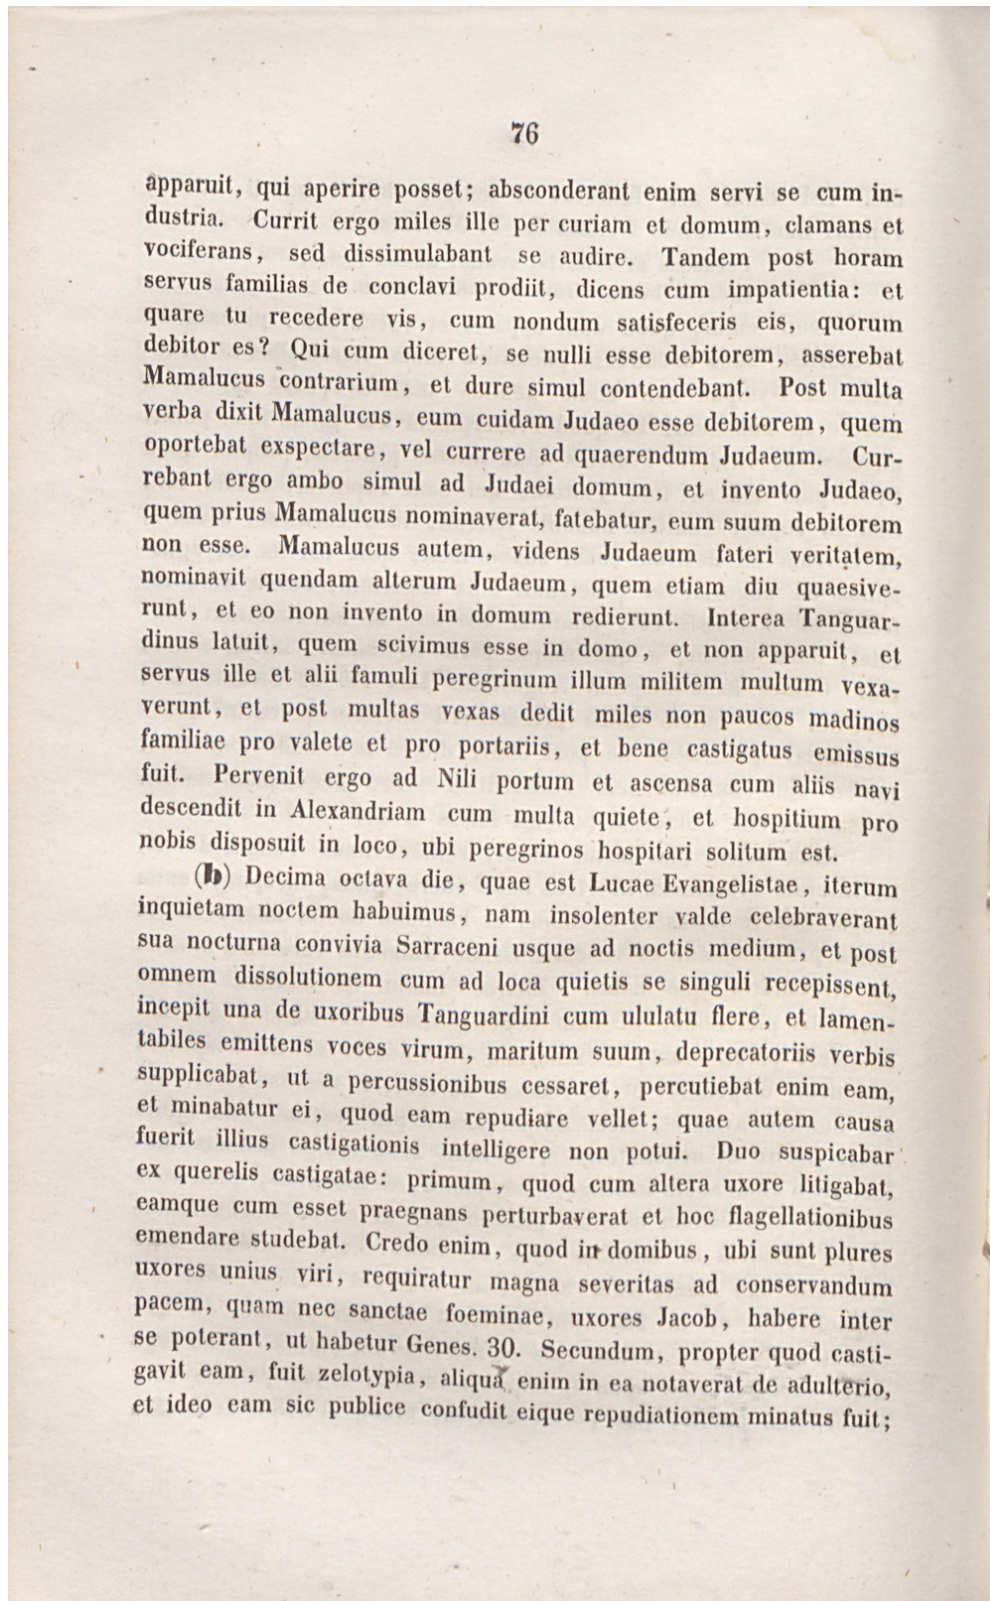 76
apparuit, qui aperire posset; absconderant enim servi se cum in-
dustria. Currit ergo miles ille per curiam et domum, clamans et
vociferans, sed dissimulabant se audire. Tandem post horam
servus familias de conclavi prodiit, dicens cum impatientia: et
quare tu recedere vis, cum nondum satisfeceris eis, quorum
debitor es? Qui cum diceret, se nulli esse debitorem, asserebat
Mamalucus contrarium, et dure simul contendebant. Post multa
verba dixit Mamalucus, eum cuidam Judaeo esse debitorem, quem
oportebat exspectare, vel currere ad quaerendum Judaeum. Cur-
rebant ergo ambo simul ad Judaei domum, et invento Judaeo,
quem prius Mamalucus nominaverat, fatebatur, eum suum debitorem
non esse. Mamalucus autem, videns Judaeum fateri veritatem,
nominavit quendam alterum Judaeum, quem etiam diu quaesive-
runt, et eo non invento in domum redierunt. Interea Tanguar-
dinus latuit, quem scivimus esse in domo, et non apparuit, et
servus ille et alii famuli peregrinum illum militem multum vexa-
verunt, et post multas vexas dedit miles non paucos madinos
familiae pro valete et pro portariis, et bene castigatus emissus
fuit. Pervenit ergo ad Nili portum et ascensa cum aliis navi
descendit in Alexandriam cum multa quiete, et hospitium pro
nobis disposuit in loco, ubi peregrinos hospitari solitum est.
(b) Decima octava die, quae est Lucae Evangelistae, iterum
inquietam noctem habuimus, nam insolenter valde celebraverant
sua nocturna convivia Sarraceni usque ad noctis medium, et post
omnem dissolutionem cum ad loca quietis se singuli recepissent,
incepit una de uxoribus Tanguardini cum ululatu flere, et lamen-
tabiles emittens voces virum, maritum suum, deprecatoriis verbis
supplicabat, ut a percussionibus cessaret, percutiebat enim eam,
et minabatur ei, quod eam repudiare vellet; quae autem causa
fuerit illius castigationis intelligere non potui. Duo suspicabar
ex querelis castigatae: primum, quod cum altera uxore litigabat,
eamque cum esset praegnans perturbaverat et hoc flagellationibus
emendare studebat. Credo enim, quod in domibus, ubi sunt plures
uxores unius viri, requiratur magna severitas ad conservandum
pacem, quam nec sanctae foeminae, uxores Jacob, habere inter
se poterant, ut habetur Genes. 30. Secundum, propter quod casti-
gavit eam, fuit zelotypia, aliqua enim in ea notaverat de adulterio,
et ideo eam sic publice confudit eique repudiationem minatus fuit;